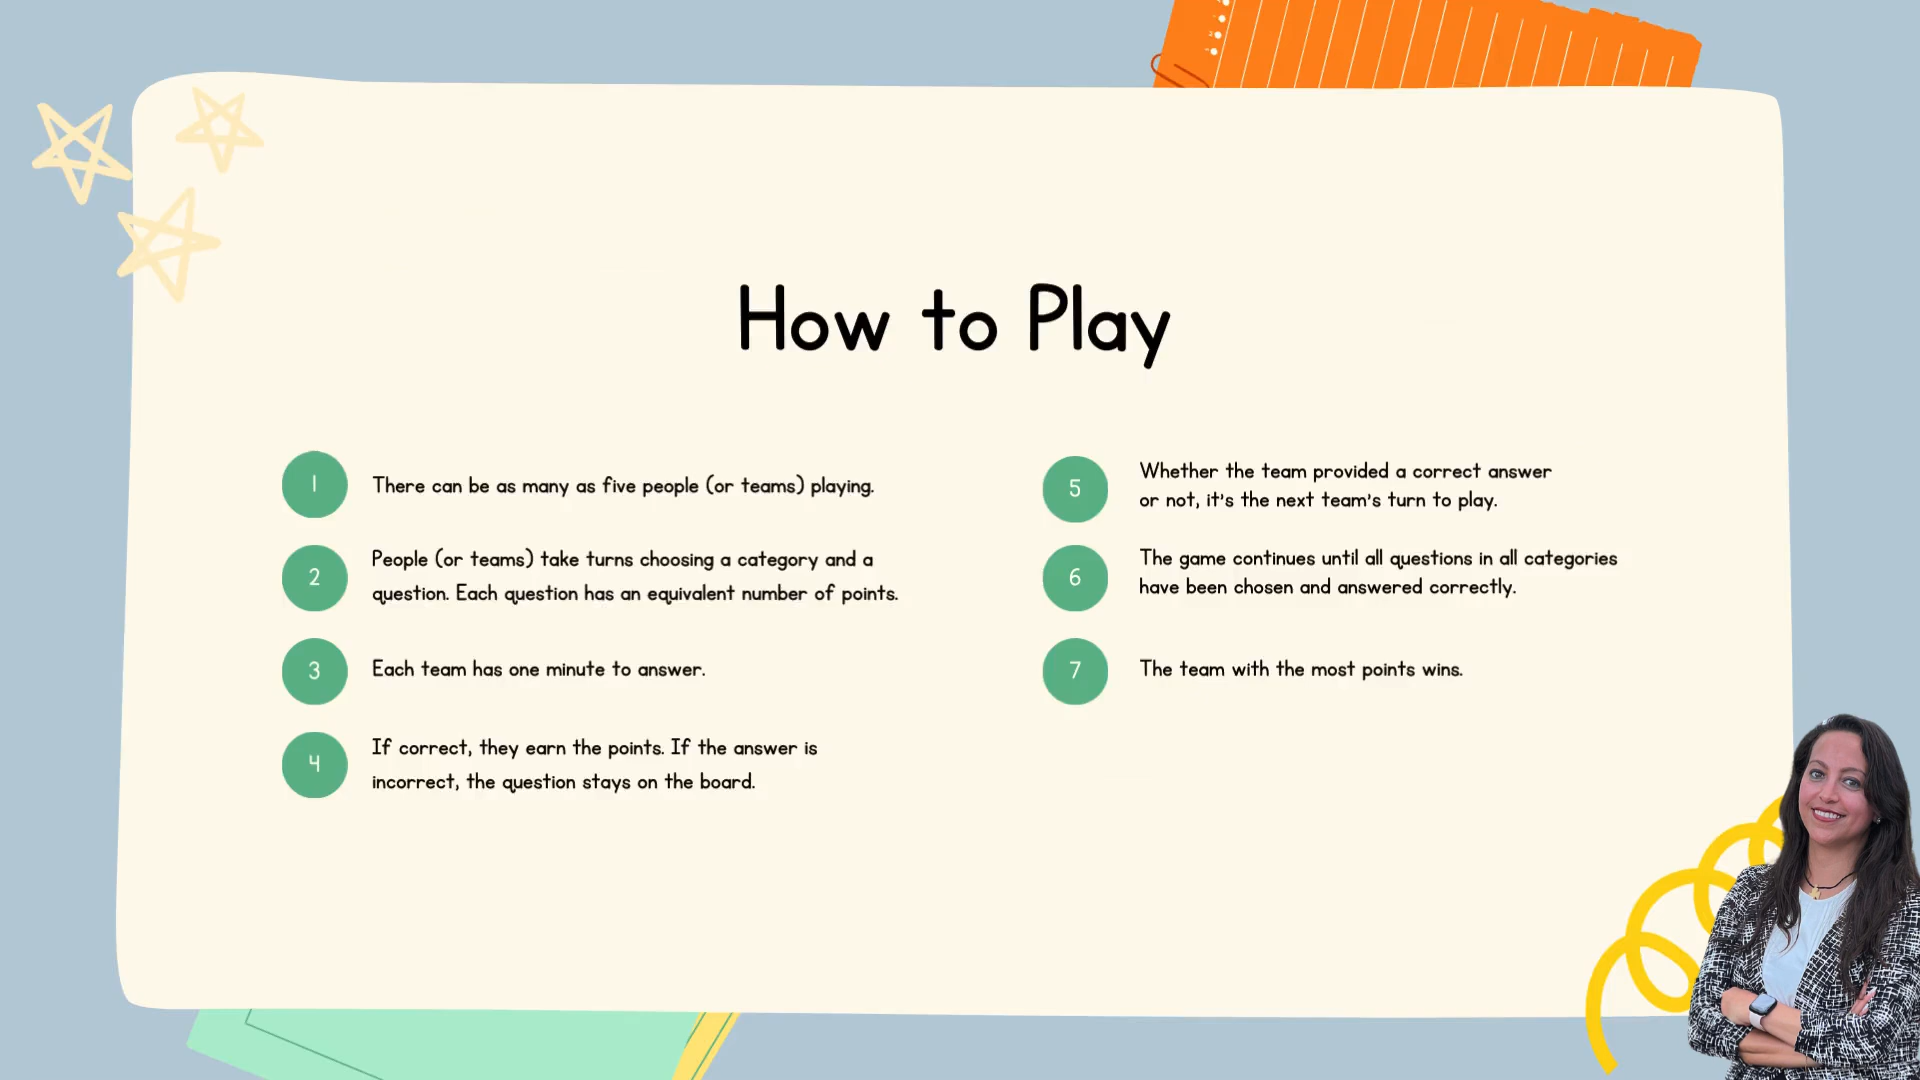 How to Play
1
There can be as many as five people (or teams) playing.
2
People (or teams) take turns choosing a category and a
question. Each question has an equivalent number of points.
3
Each team has one minute to answer.
4
If correct, they earn the points. If the answer is
incorrect, the question stays on the board.
5
Whether the team provided a correct answer
or not, it's the next team's turn to play.
6
The game continues until all questions in all categories
have been chosen and answered correctly.
7
The team with the most points wins.